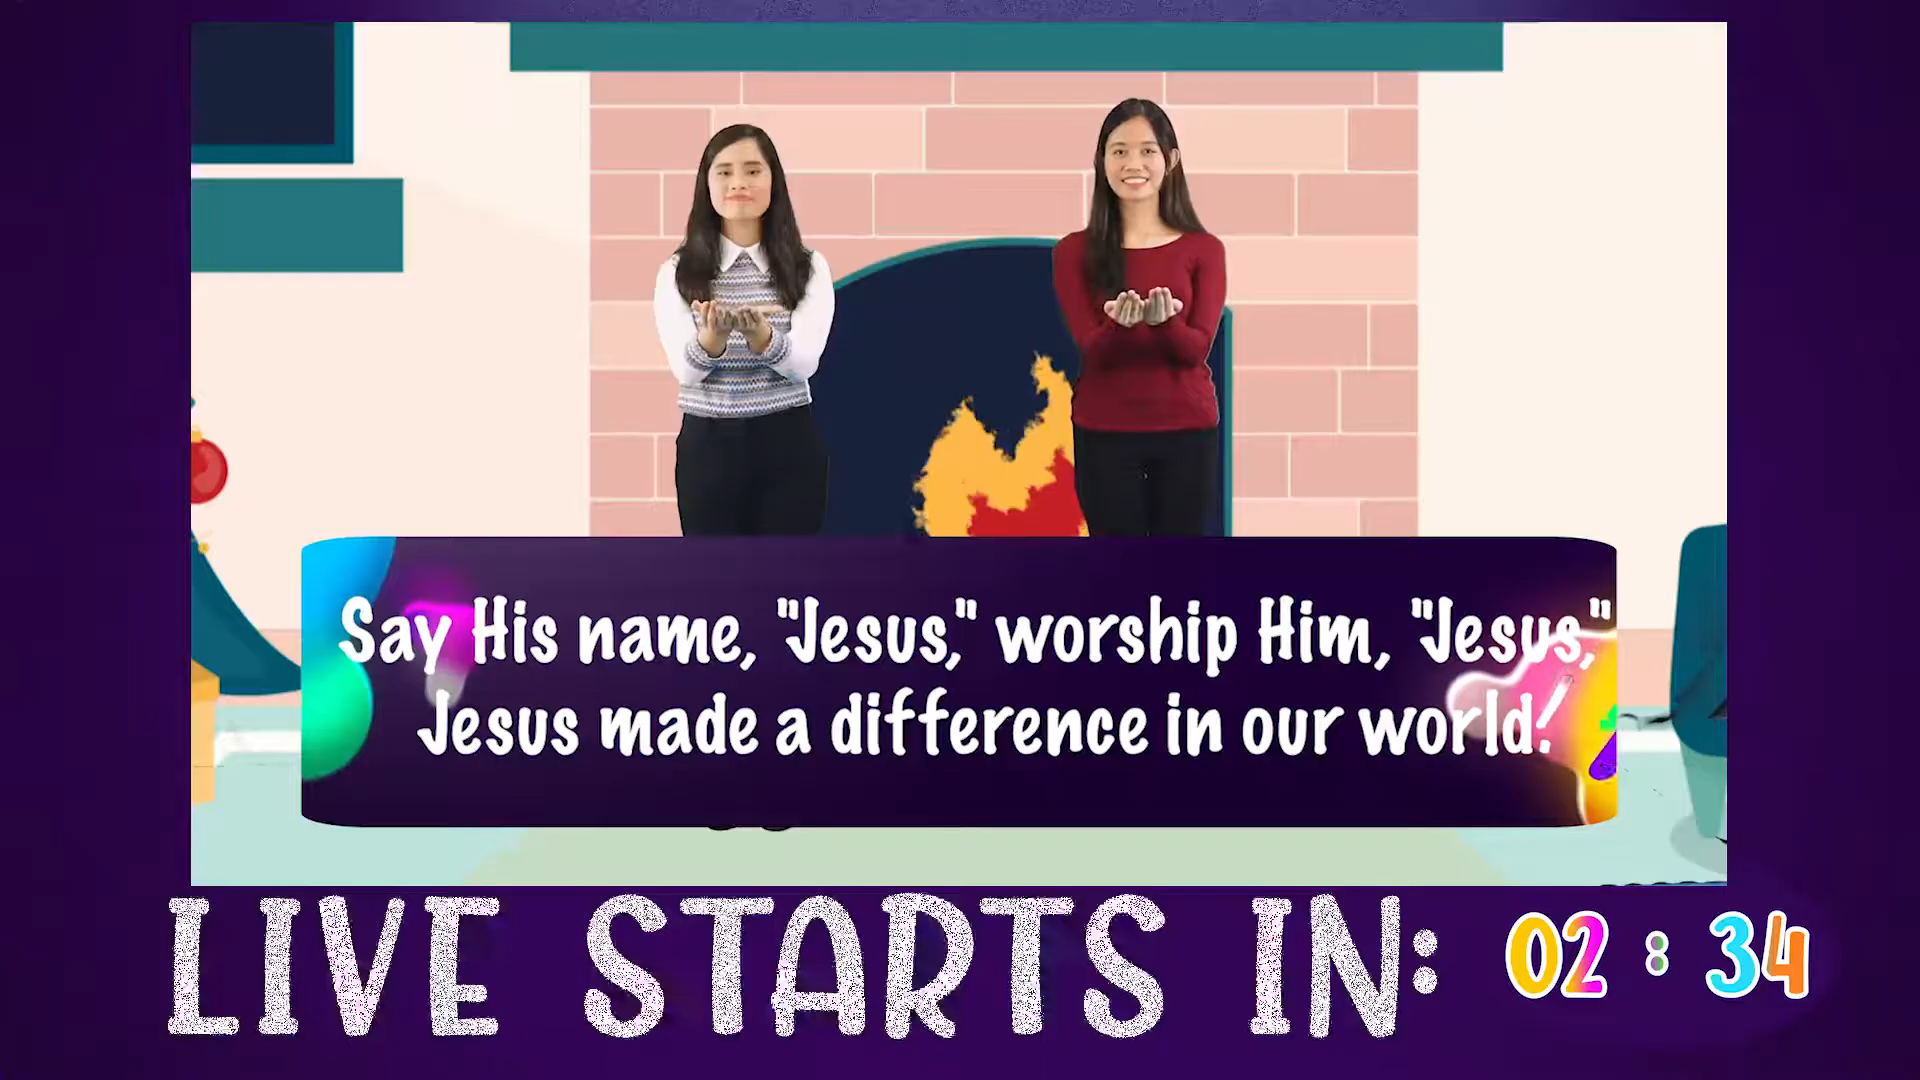 Say His name, "Jesus," worship Him, "Jesus,"
Jesus made a difference in our world!
LIVE STARTS IN: 02 : 34